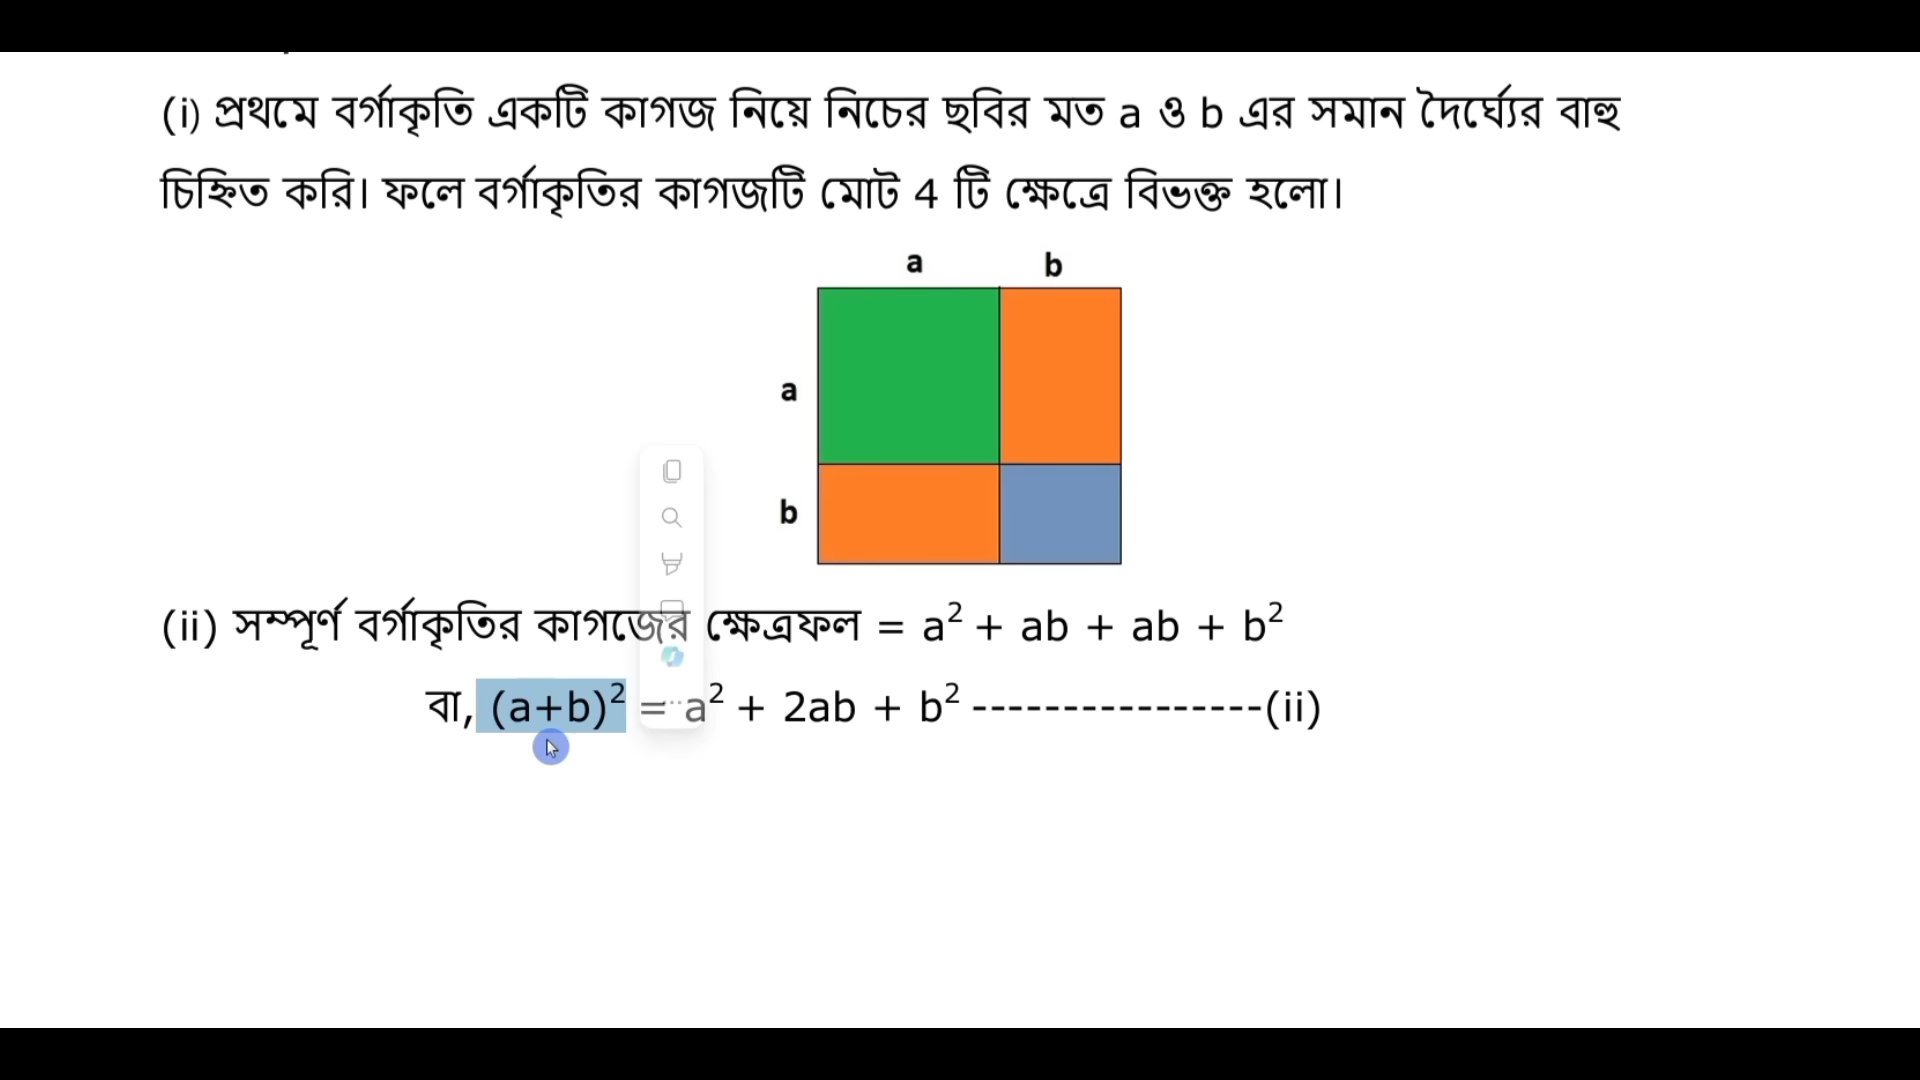 (i) প্রথমে বর্গাকৃতি একটি কাগজ নিয়ে নিচের ছবির মত a ও b এর সমান দৈর্ঘ্যের বাহু
চিহ্নিত করি। ফলে বর্গাকৃতির কাগজটি মোট 4 টি ক্ষেত্রে বিভক্ত হলো।
a b
a
b
(ii) সম্পূর্ণ বর্গাকৃতির কাগজের ক্ষেত্রফল = a² + ab + ab + b²
বা, (a+b)² = a² + 2ab + b² ----------------(ii)